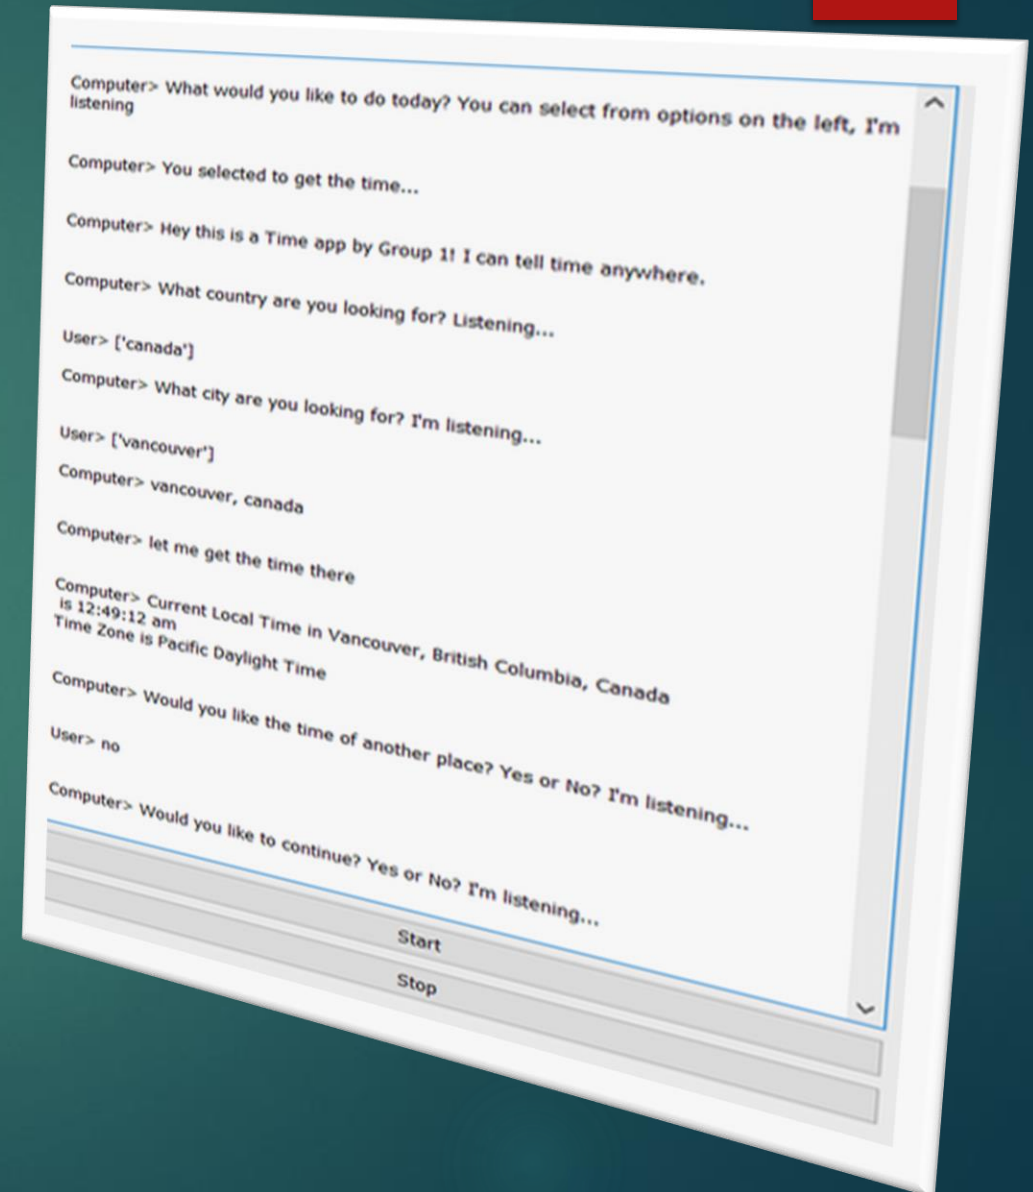 Computer> What would you like to do today? You can select from options on the left, I'm
listening
Computer> You selected to get the time...
Computer> Hey this is a Time app by Group 1! I can tell time anywhere.
Computer> What country are you looking for? Listening...
User> ['canada']
Computer> What city are you looking for? I'm listening...
User> ['vancouver']
Computer> vancouver, canada
Computer> let me get the time there
Computer> Current Local Time in Vancouver, British Columbia, Canada
is 12:49:12 am
Time Zone is Pacific Daylight Time
Computer> Would you like the time of another place? Yes or No? I'm listening...
User> no
Computer> Would you like to continue? Yes or No? I'm listening...
Start
Stop